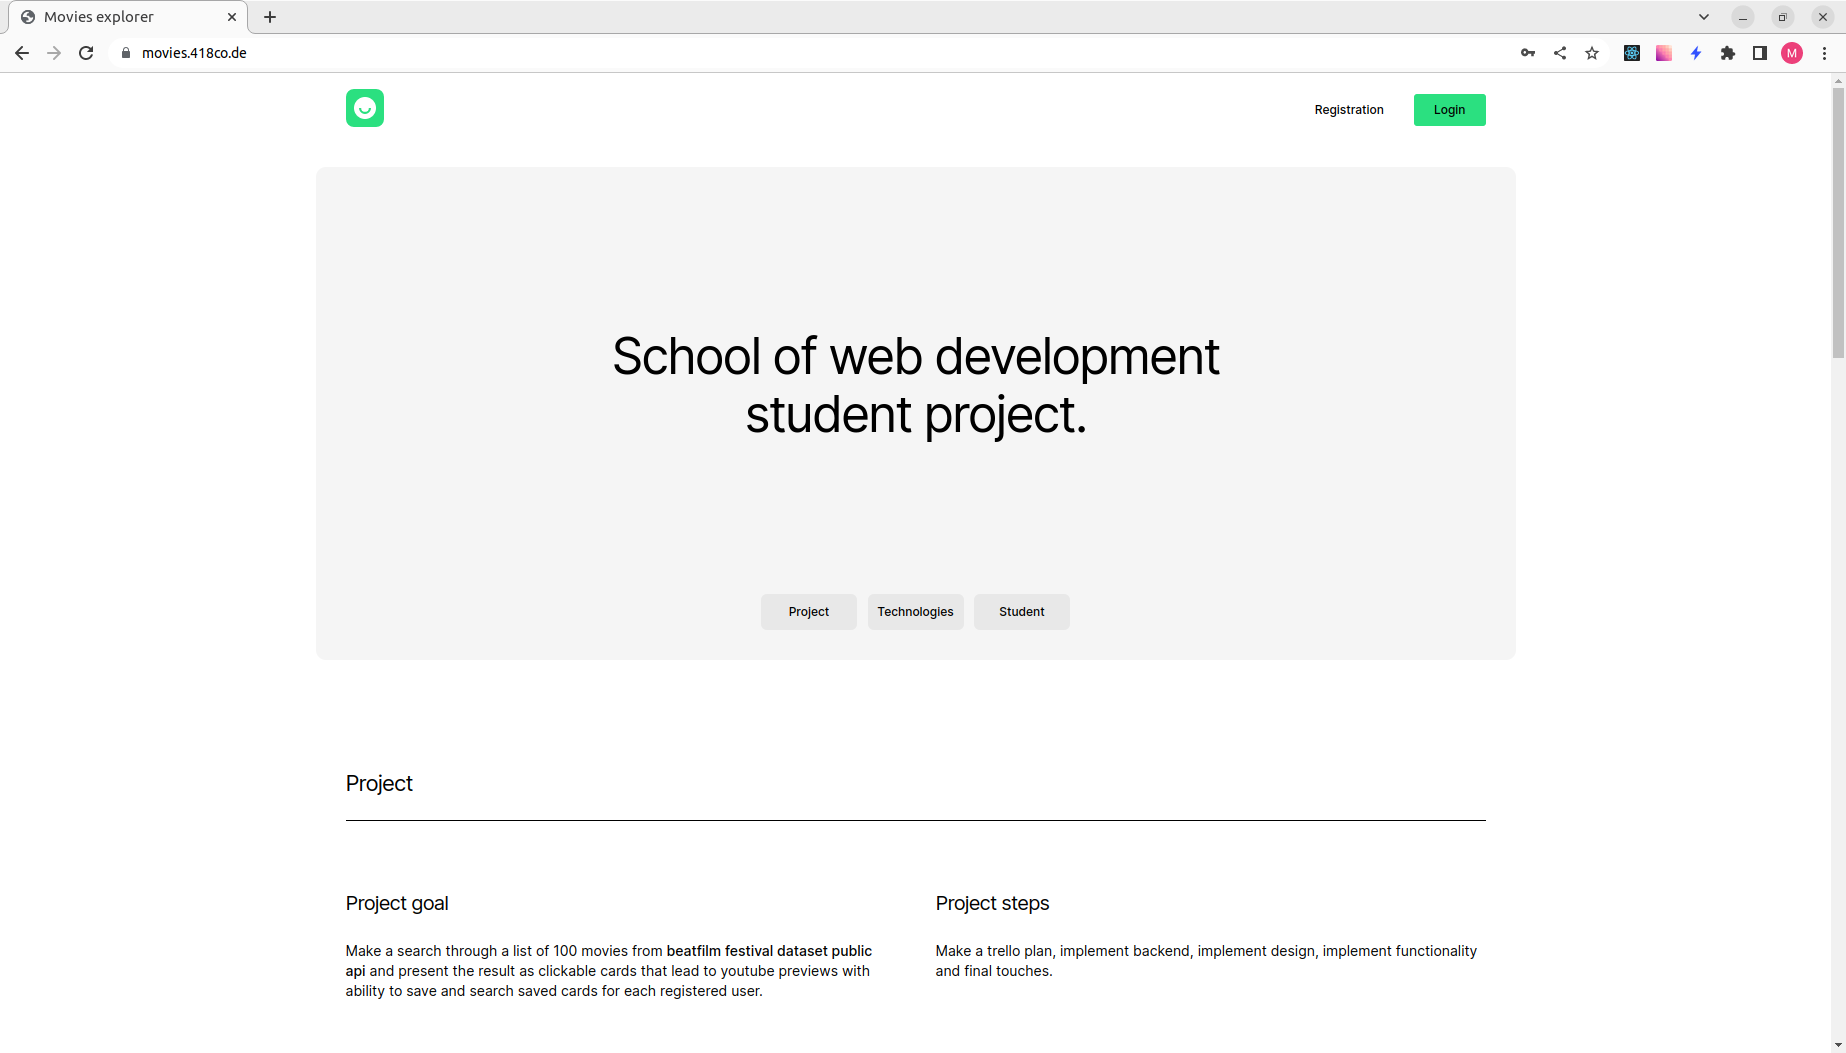 Movies explorer
movies.418co.de
M
Registration
Login
School of web development
student project.
Project
Technologies
Student
Project
Project goal
Make a search through a list of 100 movies from beatfilm festival dataset public
api and present the result as clickable cards that lead to youtube previews with
ability to save and search saved cards for each registered user.
Project steps
Make a trello plan, implement backend, implement design, implement functionality
and final touches.